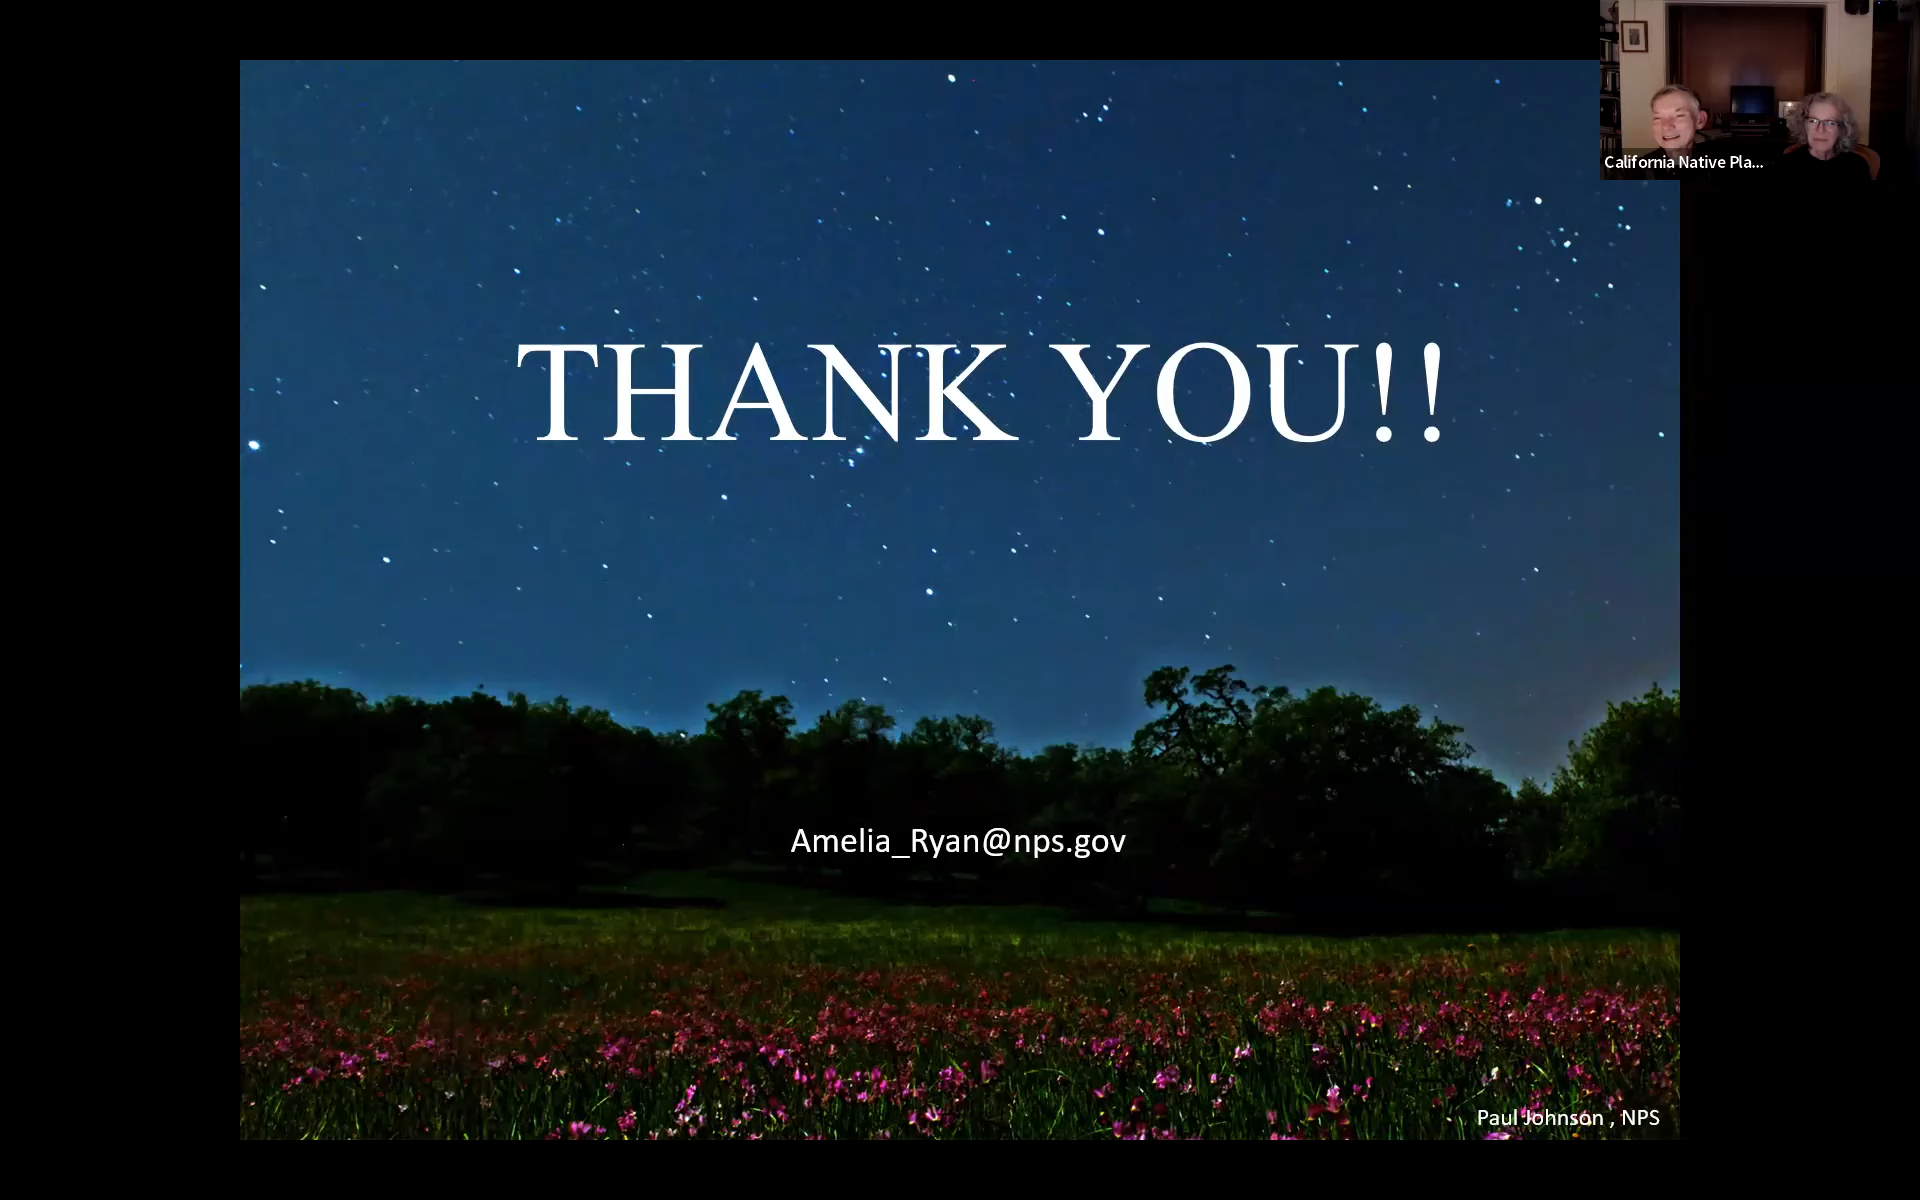 California Native Pla...
THANK YOU!!
Amelia_Ryan@nps.gov
Paul Johnson , NPS